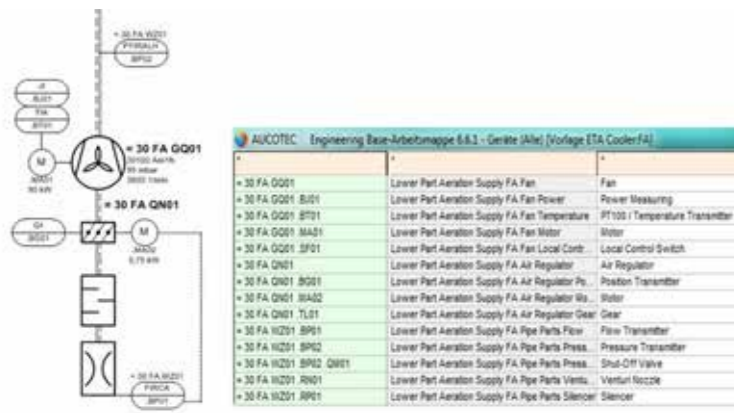 = 30 FA WZ01
.BP02
.BJ01
.BT01
= 30 FA GQ01
M
.MA01
90 kW
= 30 FA QN01
M
.BG01
.MA02
0,75 kW
= 30 FA WZ01
FIRCA
.BP01
AUCOTEC Engineering Base-Arbeitsmappe 6.6.1 - Geräte (Alle) [Vorlage ETA Cooler:FA]
* * *
= 30 FA GQ01 Lower Part Aeration Supply FA Fan Fan
= 30 FA GQ01 .BJ01 Lower Part Aeration Supply FA Fan Power Power Measuring
= 30 FA GQ01 .BT01 Lower Part Aeration Supply FA Fan Temperature PT100 / Temperature Transmitter
= 30 FA GQ01 .MA01 Lower Part Aeration Supply FA Fan Motor Motor
= 30 FA GQ01 .SF01 Lower Part Aeration Supply FA Fan Local Contr... Local Control Switch
= 30 FA QN01 Lower Part Aeration Supply FA Air Regulator Air Regulator
= 30 FA QN01 .BG01 Lower Part Aeration Supply FA Air Regulator Po... Position Transmitter
= 30 FA QN01 .MA02 Lower Part Aeration Supply FA Air Regulator Mo... Motor
= 30 FA QN01 .TL01 Lower Part Aeration Supply FA Air Regulator Gear Gear
= 30 FA WZ01 .BP01 Lower Part Aeration Supply FA Pipe Parts Flow Flow Transmitter
= 30 FA WZ01 .BP02 Lower Part Aeration Supply FA Pipe Parts Press... Pressure Transmitter
= 30 FA WZ01 .BP02 .QM01 Lower Part Aeration Supply FA Pipe Parts Press... Shut-Off Valve
= 30 FA WZ01 .RN01 Lower Part Aeration Supply FA Pipe Parts Ventu... Venturi Nozzle
= 30 FA WZ01 .RP01 Lower Part Aeration Supply FA Pipe Parts Silencer Silencer